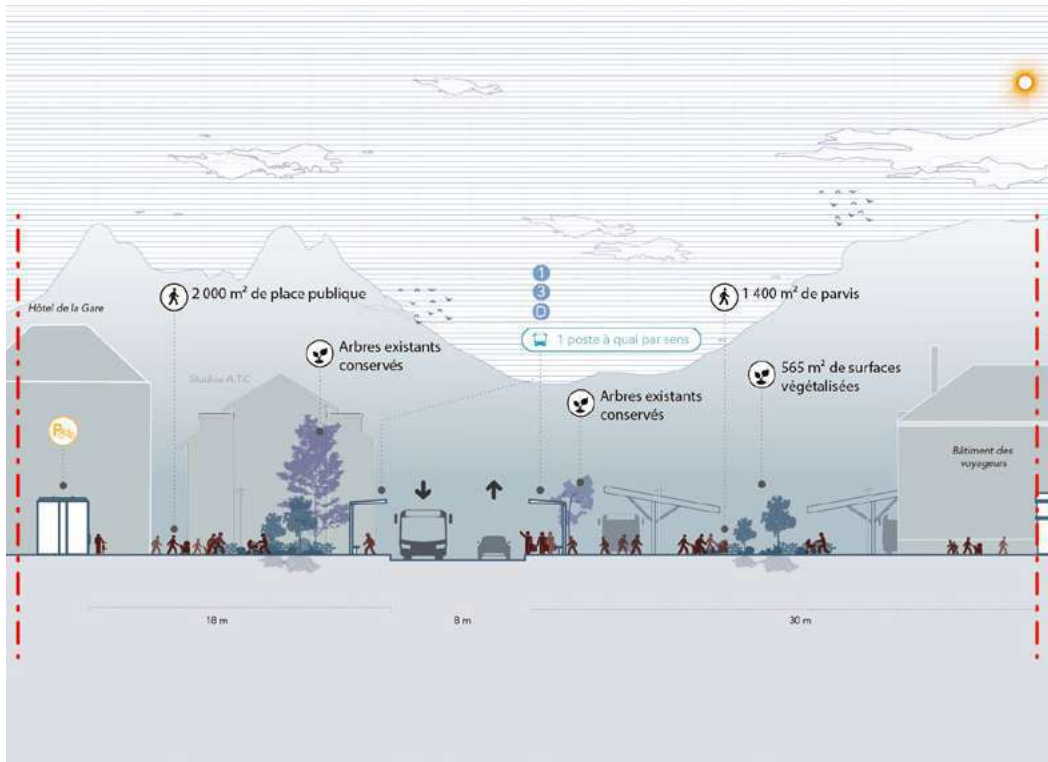 1
3
D
2 000 m² de place publique
1 400 m² de parvis
Hôtel de la Gare
1 poste à quai par sens
Arbres existants
conservés
Studios A.T.C
565 m² de surfaces
végétalisées
Arbres existants
conservés
P
Bâtiment des
voyageurs
18 m
8 m
30 m